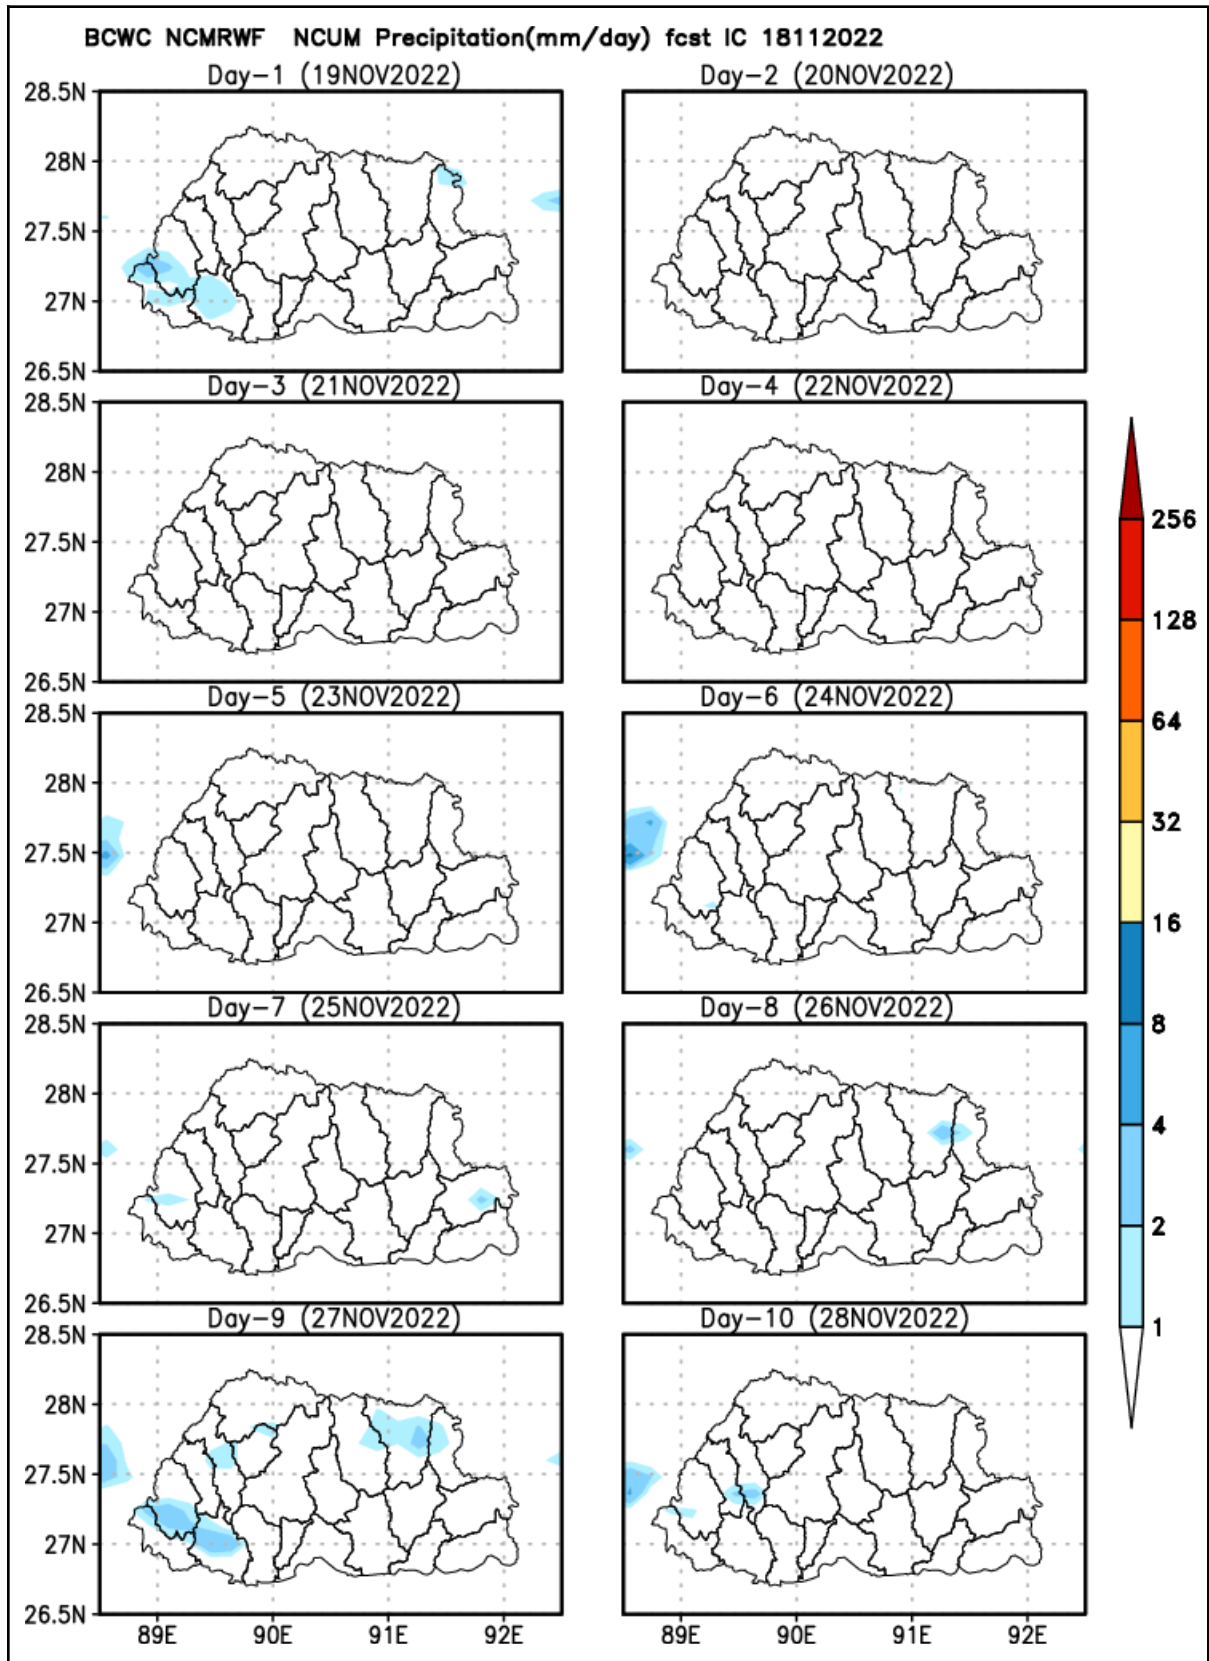 BCWC NCMRWF NCUM Precipitation(mm/day) fcst IC 18112022
Day-1 (19NOV2022)
Day-2 (20NOV2022)
28.5N
28N
27.5N
27N
26.5N
Day-3 (21NOV2022)
Day-4 (22NOV2022)
28.5N
28N
27.5N
27N
26.5N
Day-5 (23NOV2022)
Day-6 (24NOV2022)
28.5N
28N
27.5N
27N
26.5N
Day-7 (25NOV2022)
Day-8 (26NOV2022)
28.5N
28N
27.5N
27N
26.5N
Day-9 (27NOV2022)
Day-10 (28NOV2022)
28.5N
28N
27.5N
27N
26.5N
89E 90E 91E 92E
89E 90E 91E 92E
256
128
64
32
16
8
4
2
1